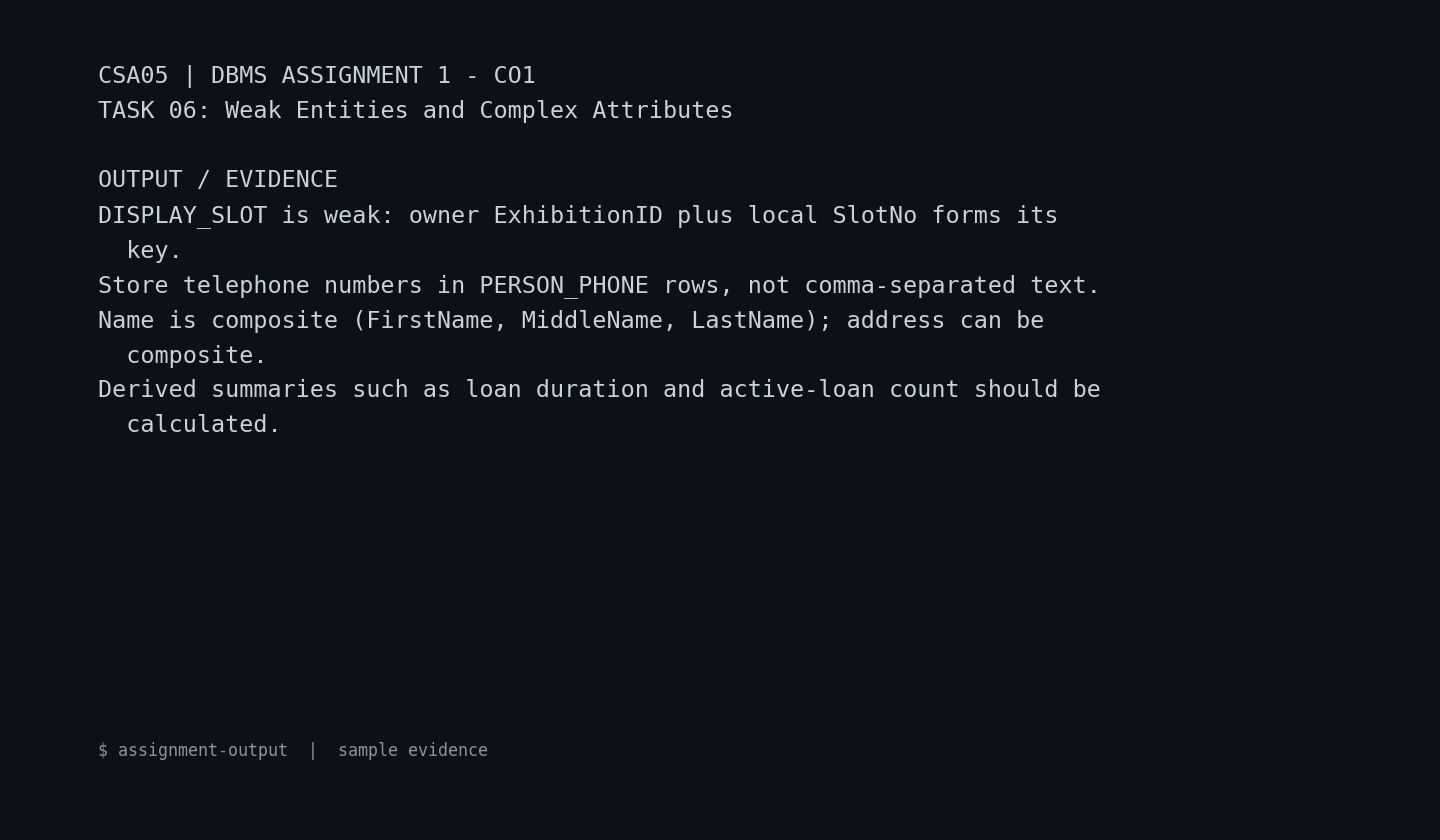 CSA05 | DBMS ASSIGNMENT 1 - CO1
TASK 06: Weak Entities and Complex Attributes
OUTPUT / EVIDENCE
DISPLAY_SLOT is weak: owner ExhibitionID plus local SlotNo forms its
key.
Store telephone numbers in PERSON_PHONE rows, not comma-separated text.
Name is composite (FirstName, MiddleName, LastName); address can be
composite.
Derived summaries such as loan duration and active-loan count should be
calculated.
$ assignment-output | sample evidence